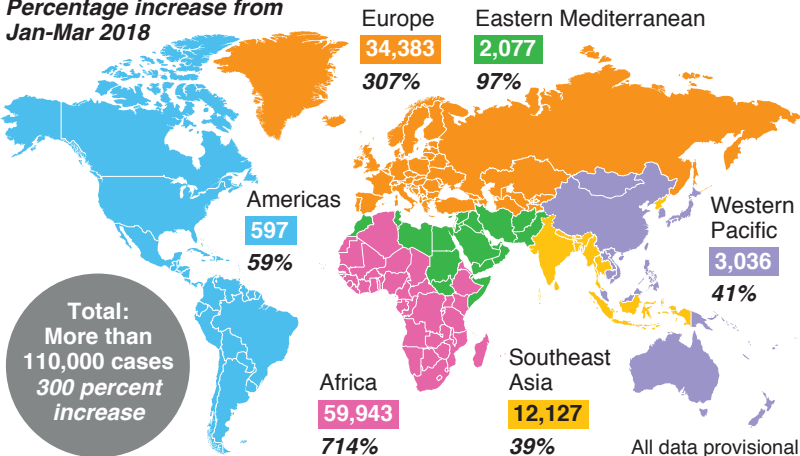 Percentage increase from
Jan-Mar 2018
Europe
34,383
307%
Eastern Mediterranean
2,077
97%
Americas
597
59%
Western
Pacific
3,036
41%
Total:
More than
110,000 cases
300 percent
increase
Africa
59,943
714%
Southeast
Asia
12,127
39%
All data provisional